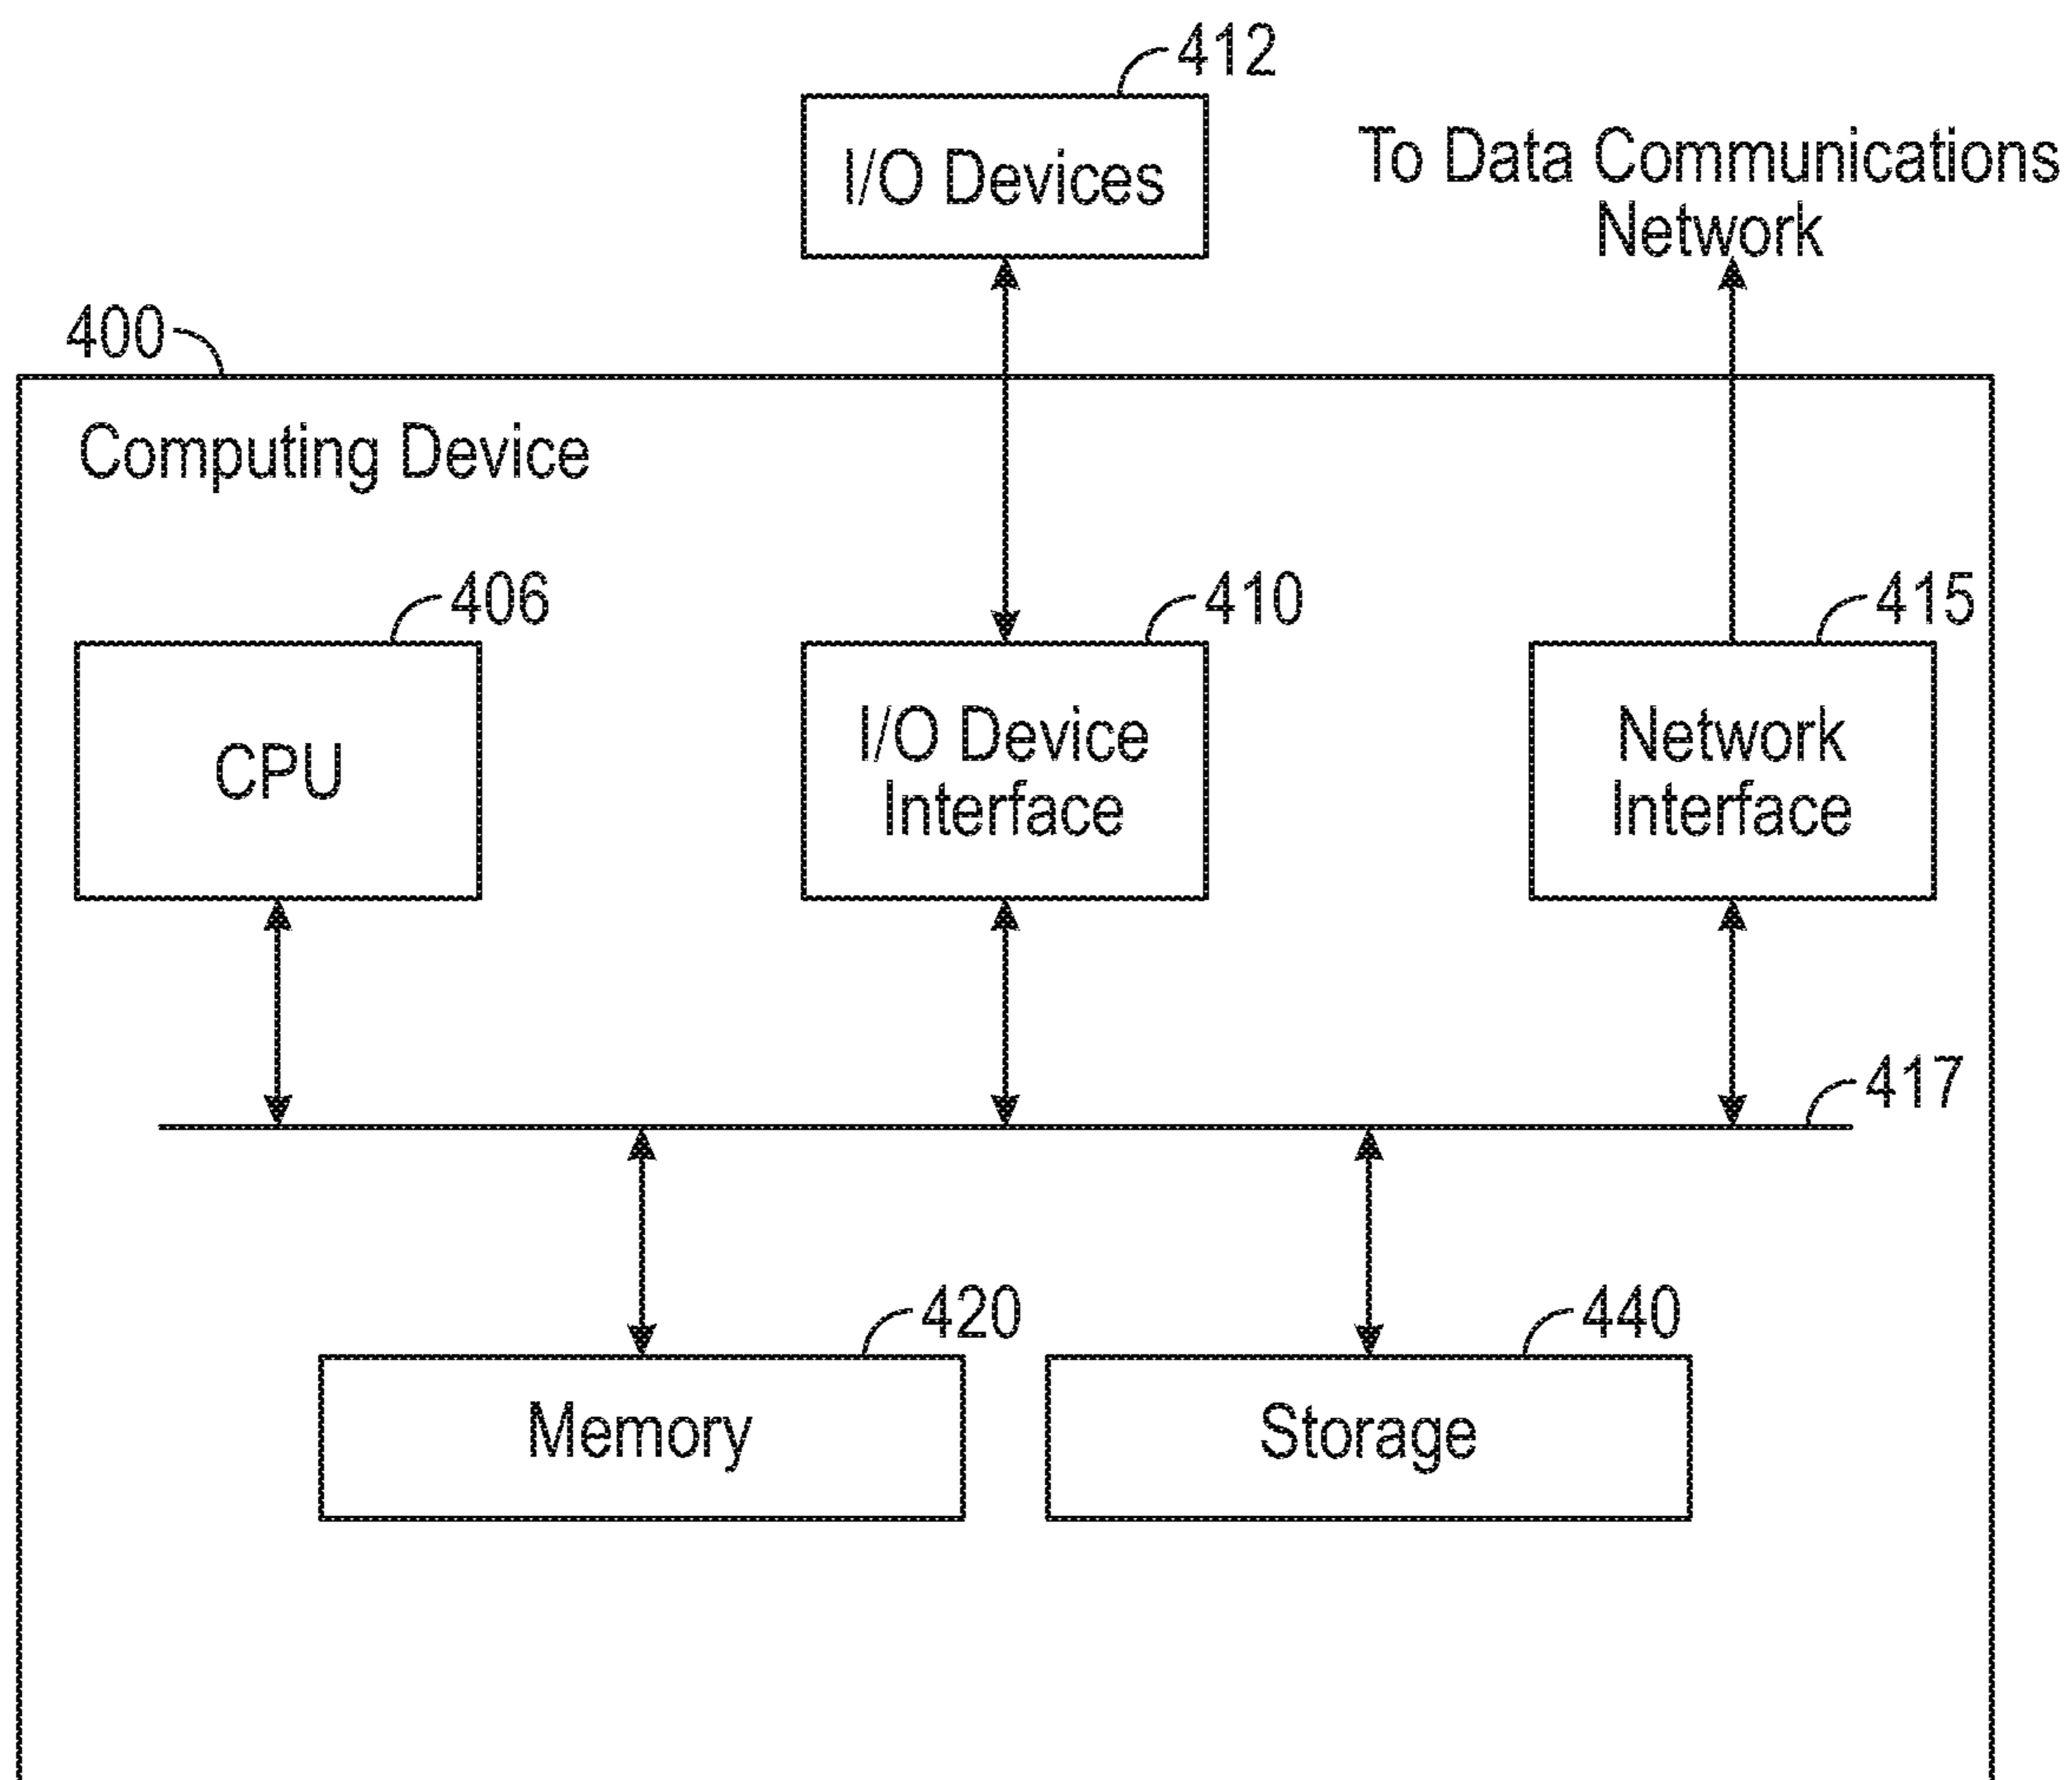 412
I/O Devices
To Data Communications
Network
400
Computing Device
406
410
415
CPU
I/O Device
Interface
Network
Interface
417
420
440
Memory
Storage